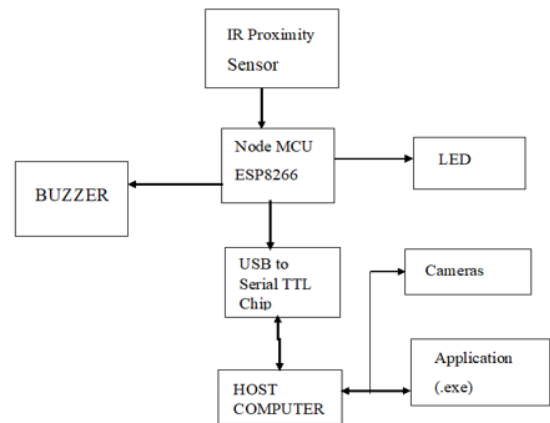 IR Proximity
Sensor
Node MCU
ESP8266
LED
BUZZER
USB to
Serial TTL
Chip
Cameras
Application
(.exe)
HOST
COMPUTER